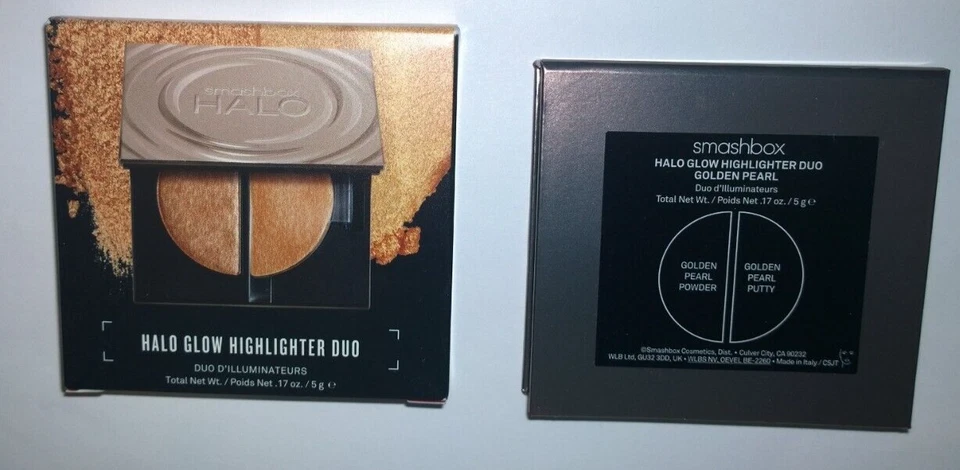 smashbox
HALO
HALO GLOW HIGHLIGHTER DUO
DUO D'ILLUMINATEURS
Total Net Wt. / Poids Net .17 oz. / 5 g ℮
smashbox
HALO GLOW HIGHLIGHTER DUO
GOLDEN PEARL
Duo d'Illuminateurs
Total Net Wt. / Poids Net .17 oz. / 5 g ℮
GOLDEN
PEARL
POWDER
GOLDEN
PEARL
PUTTY
©Smashbox Cosmetics, Dist. • Culver City, CA 90232
WLB Ltd, GU32 3DD, UK • WLBS NV, OEVEL BE-2260 • Made in Italy / CSJT